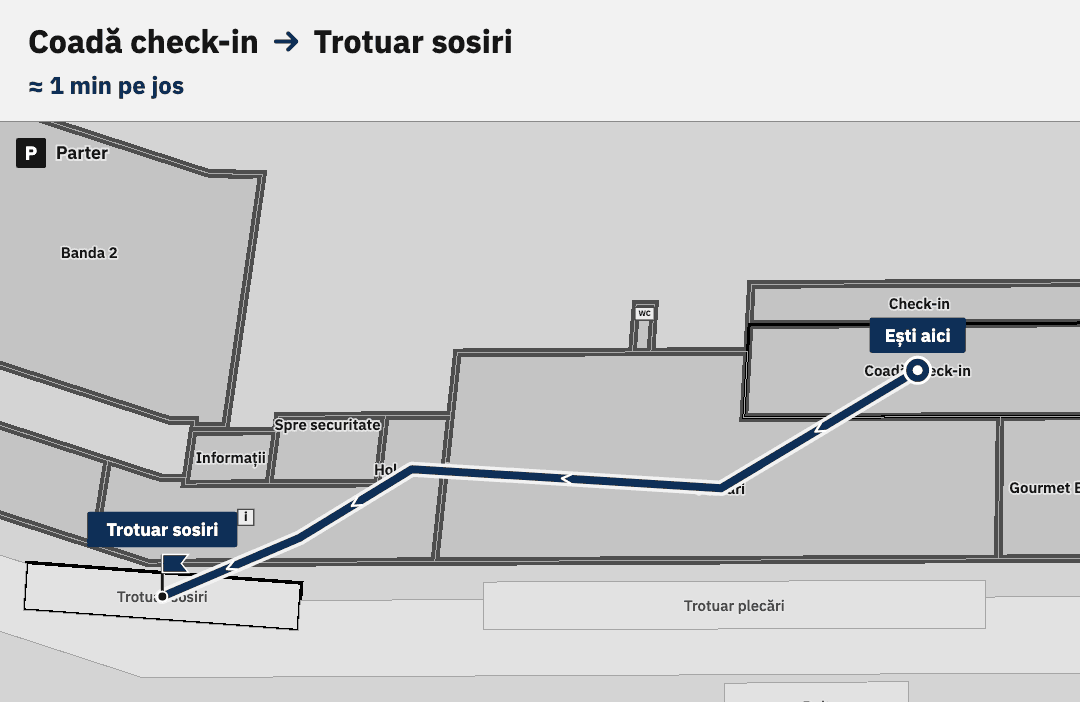 Coadă check-in → Trotuar sosiri
≈ 1 min pe jos
P Parter
Banda 2
Check-in
wc
Ești aici
Spre securitate
Informații
Gourmet
i
Trotuar sosiri
Trotuar plecări